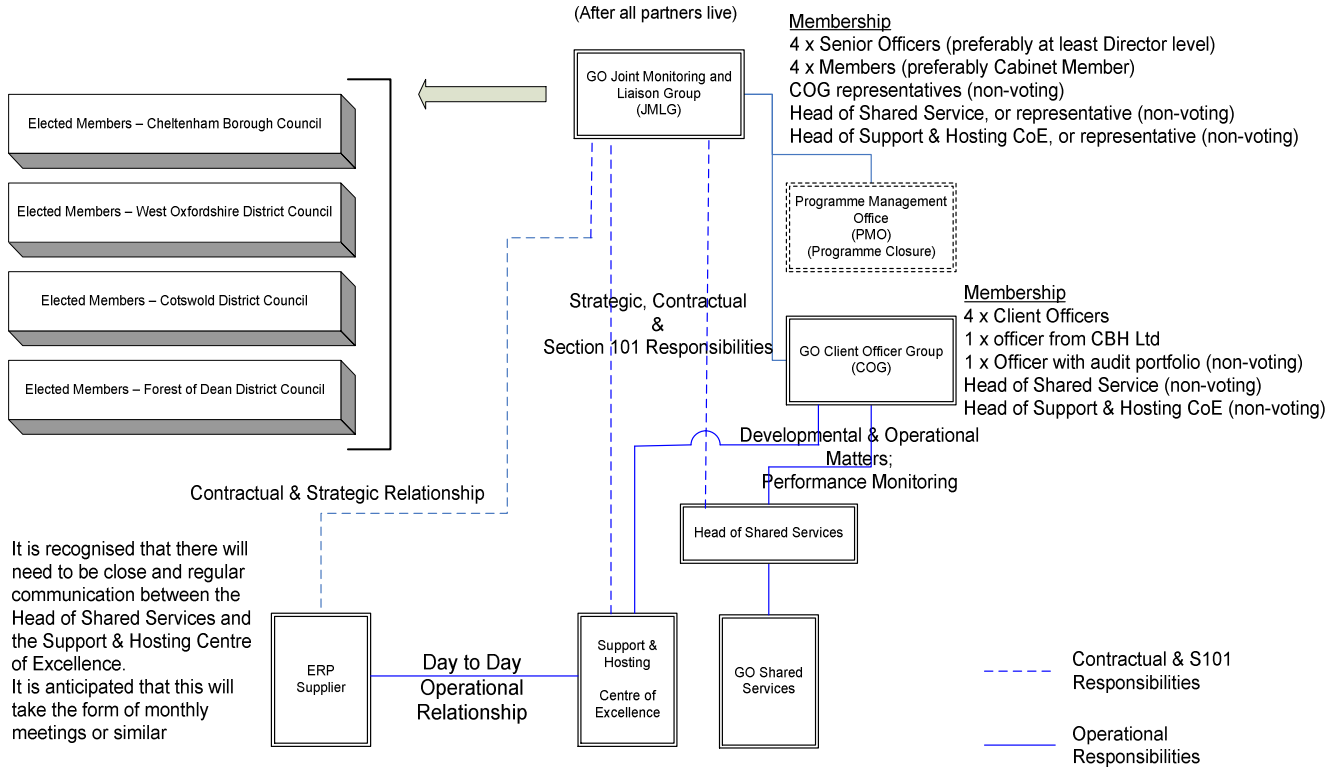 (After all partners live)
Membership
4 x Senior Officers (preferably at least Director level)
4 x Members (preferably Cabinet Member)
COG representatives (non-voting)
Head of Shared Service, or representative (non-voting)
Head of Support & Hosting CoE, or representative (non-voting)
GO Joint Monitoring and
Liaison Group
(JMLG)
Elected Members – Cheltenham Borough Council
Elected Members – West Oxfordshire District Council
Elected Members – Cotswold District Council
Elected Members – Forest of Dean District Council
Programme Management
Office
(PMO)
(Programme Closure)
Strategic, Contractual
&
Section 101 Responsibilities
GO Client Officer Group
(COG)
Membership
4 x Client Officers
1 x officer from CBH Ltd
1 x Officer with audit portfolio (non-voting)
Head of Shared Service (non-voting)
Head of Support & Hosting CoE (non-voting)
Developmental & Operational
Matters;
Performance Monitoring
Contractual & Strategic Relationship
Head of Shared Services
It is recognised that there will
need to be close and regular
communication between the
Head of Shared Services and
the Support & Hosting Centre
of Excellence.
It is anticipated that this will
take the form of monthly
meetings or similar
ERP
Supplier
Day to Day
Operational
Relationship
Support &
Hosting
Centre of
Excellence
GO Shared
Services
Contractual & S101
Responsibilities
Operational
Responsibilities